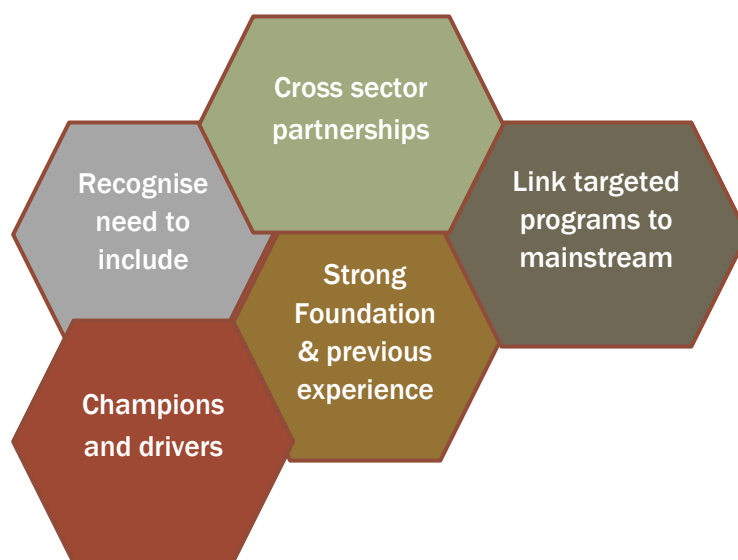 Cross sector
partnerships
Recognise
need to
include
Link targeted
programs to
mainstream
Strong
Foundation
& previous
experience
Champions
and drivers